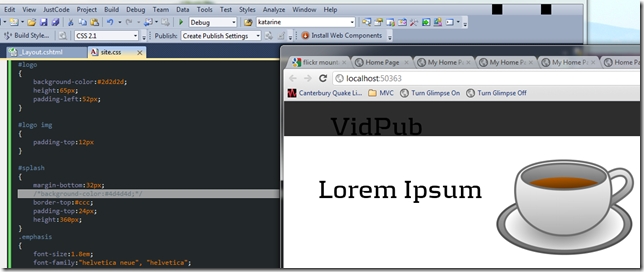 JustCode Project Build Debug Team Data Tools Test Analyze Window Help
Debug katarine
Build Style... CSS 2.1 Publish: Create Publish Settings Install Web Components
_Layout.cshtml site.css
#logo
{
background-color:#2d2d2d;
height:65px;
padding-left:52px;
}
#logo img
{
padding-top:12px
}
#splash
{
margin-bottom:32px;
/*background-color:#4d4d4d;*/
border-top:#ccc;
padding-top:24px;
height:360px;
}
.emphasis
{
font-size:1.8em;
font-family:"helvetica neue", "helvetica";
flickr mount Home Page My Home P My Home P My Home P My Home F Home Page
localhost:50363
Canterbury Quake Li... MVC Turn Glimpse On Turn Glimpse Off
VidPub
Lorem Ipsum